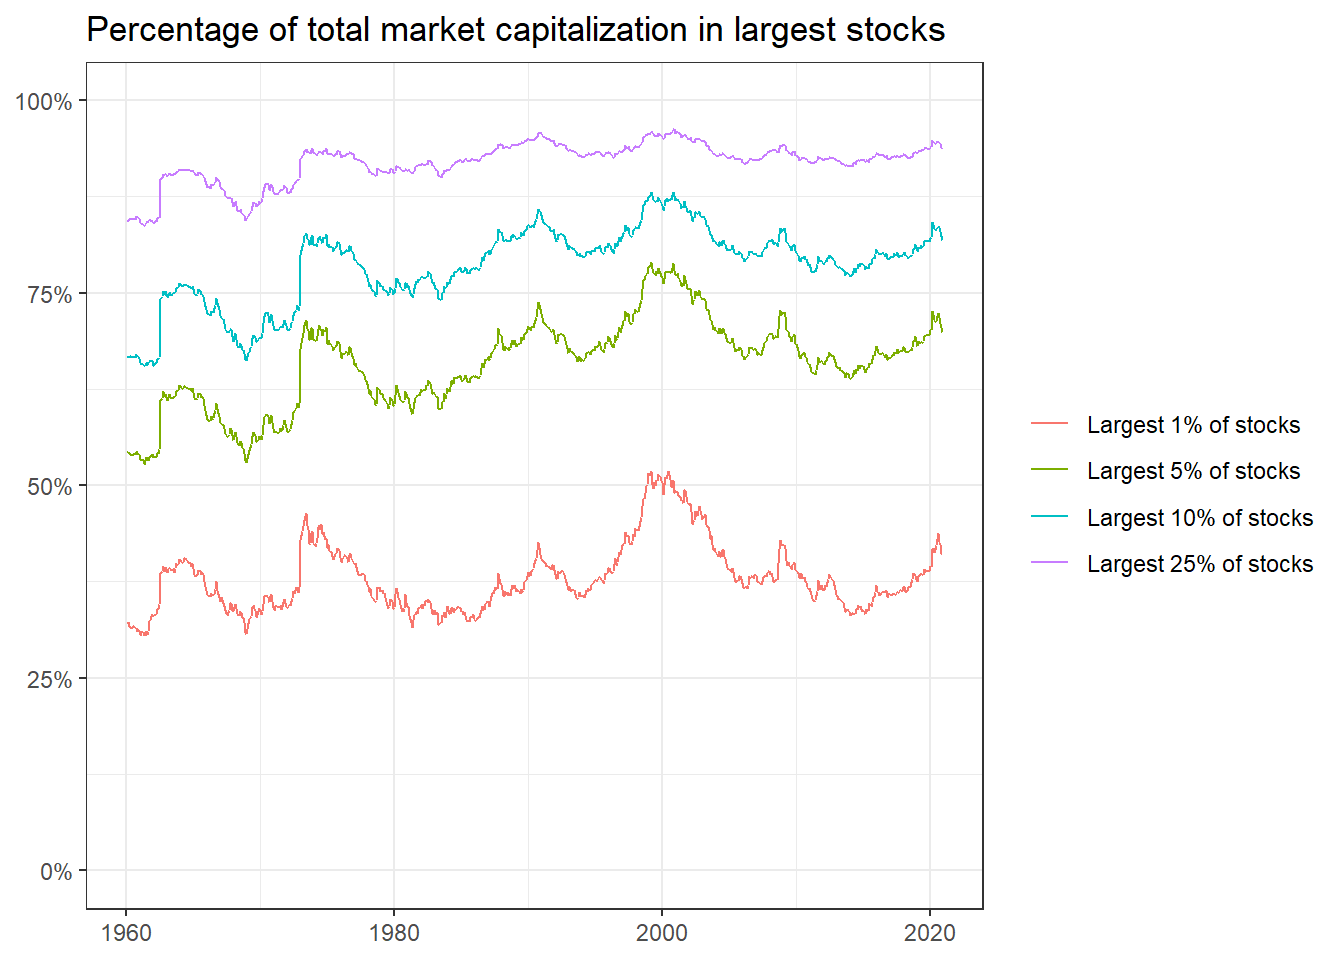 Percentage of total market capitalization in largest stocks
100%
75%
50%
25%
0%
1960
1980
2000
2020
Largest 1% of stocks
Largest 5% of stocks
Largest 10% of stocks
Largest 25% of stocks